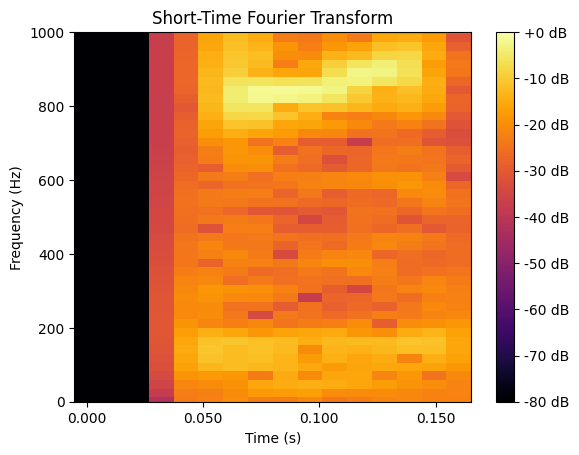 Short-Time Fourier Transform
1000
800
600
400
200
0
Frequency (Hz)
0.000
0.050
0.100
0.150
Time (s)
+0 dB
-10 dB
-20 dB
-30 dB
-40 dB
-50 dB
-60 dB
-70 dB
-80 dB